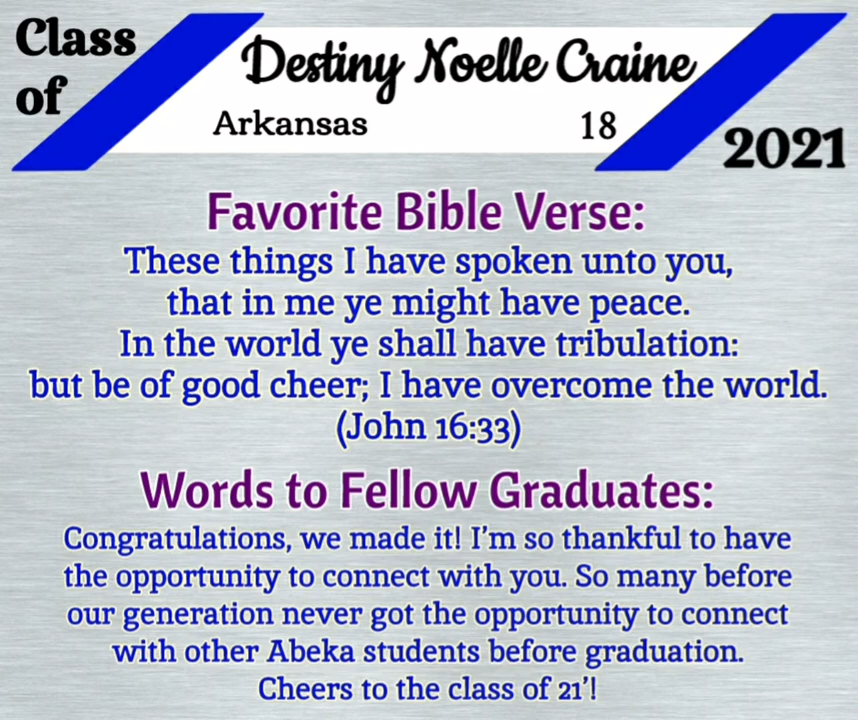 Class
of
Destiny Noelle Craine
Arkansas 18
2021
Favorite Bible Verse:
These things I have spoken unto you,
that in me ye might have peace.
In the world ye shall have tribulation:
but be of good cheer; I have overcome the world.
(John 16:33)
Words to Fellow Graduates:
Congratulations, we made it! I'm so thankful to have
the opportunity to connect with you. So many before
our generation never got the opportunity to connect
with other Abeka students before graduation.
Cheers to the class of 21'!